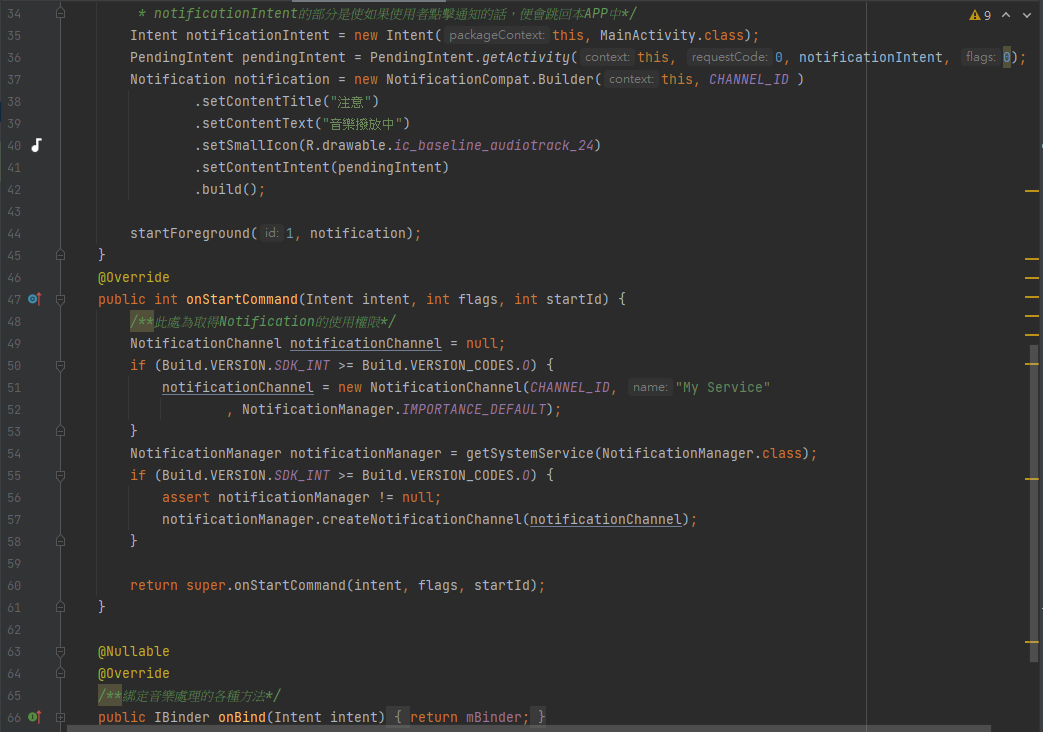 34 * notificationIntent的部分是使如果使用者點擊通知的話，便會跳回本APP中*/ 9
35 Intent notificationIntent = new Intent( packageContext: this, MainActivity.class);
36 PendingIntent pendingIntent = PendingIntent.getActivity( context: this, requestCode: 0, notificationIntent, flags: 0);
37 Notification notification = new NotificationCompat.Builder( context: this, CHANNEL_ID )
38 .setContentTitle("注意")
39 .setContentText("音樂撥放中")
40 .setSmallIcon(R.drawable.ic_baseline_audiotrack_24)
41 .setContentIntent(pendingIntent)
42 .build();
43
44 startForeground( id: 1, notification);
45 }
46 @Override
47 public int onStartCommand(Intent intent, int flags, int startId) {
48 /**此處為取得Notification的使用權限*/
49 NotificationChannel notificationChannel = null;
50 if (Build.VERSION.SDK_INT >= Build.VERSION_CODES.O) {
51 notificationChannel = new NotificationChannel(CHANNEL_ID, name: "My Service"
52 , NotificationManager.IMPORTANCE_DEFAULT);
53 }
54 NotificationManager notificationManager = getSystemService(NotificationManager.class);
55 if (Build.VERSION.SDK_INT >= Build.VERSION_CODES.O) {
56 assert notificationManager != null;
57 notificationManager.createNotificationChannel(notificationChannel);
58 }
59
60 return super.onStartCommand(intent, flags, startId);
61 }
62
63 @Nullable
64 @Override
65 /**綁定音樂處理的各種方法*/
66 public IBinder onBind(Intent intent) { return mBinder; }